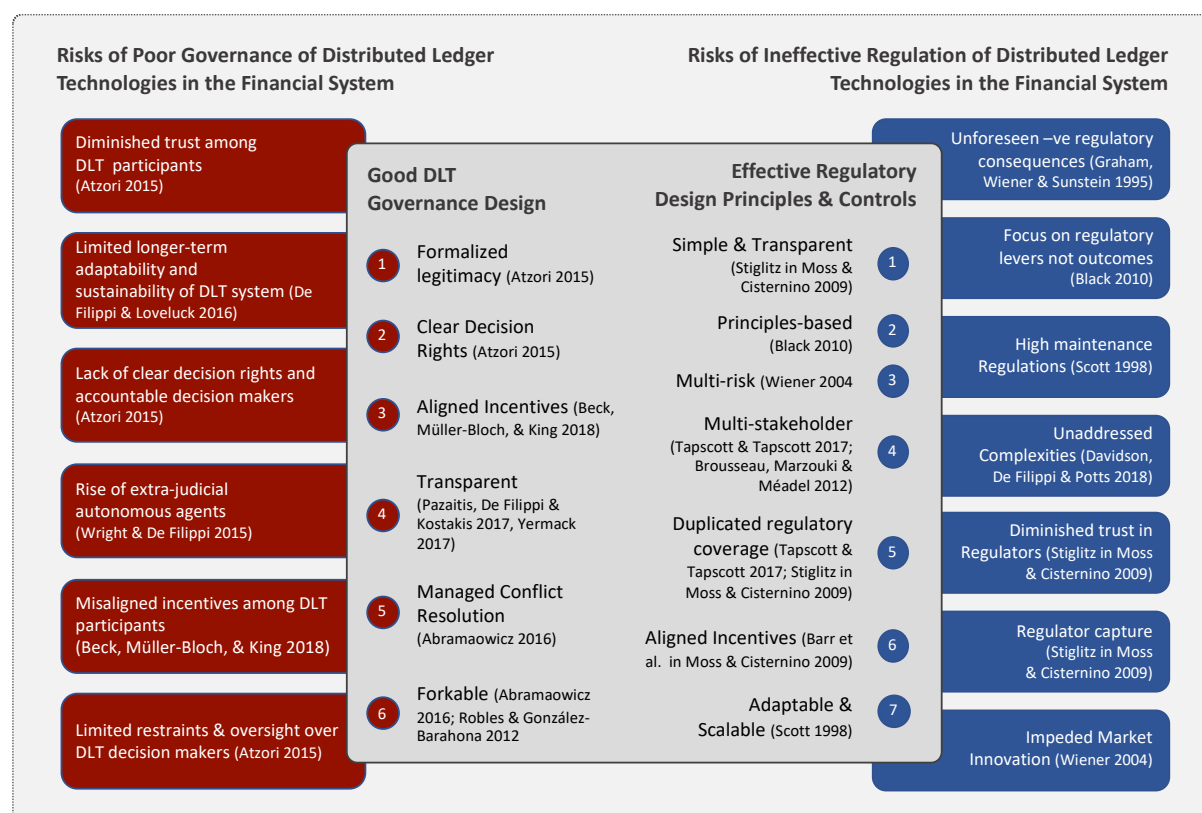 Risks of Poor Governance of Distributed Ledger
Technologies in the Financial System
Risks of Ineffective Regulation of Distributed Ledger
Technologies in the Financial System
Diminished trust among
DLT participants
(Atzori 2015)
Limited longer-term
adaptability and
sustainability of DLT system (De
Filippi & Loveluck 2016)
Lack of clear decision rights and
accountable decision makers
(Atzori 2015)
Rise of extra-judicial
autonomous agents
(Wright & De Filippi 2015)
Misaligned incentives among DLT
participants
(Beck, Müller-Bloch, & King 2018)
Limited restraints & oversight over
DLT decision makers (Atzori 2015)
Good DLT
Governance Design
1
Formalized
legitimacy (Atzori 2015)
2
Clear Decision
Rights (Atzori 2015)
3
Aligned Incentives (Beck,
Müller-Bloch, & King 2018)
4
Transparent
(Pazaitis, De Filippi &
Kostakis 2017, Yermack
2017)
5
Managed Conflict
Resolution
(Abramaowicz 2016)
6
Forkable (Abramaowicz
2016; Robles & González-
Barahona 2012
Effective Regulatory
Design Principles & Controls
Simple & Transparent
(Stiglitz in Moss &
Cisternino 2009)
1
Principles-based
(Black 2010)
2
Multi-risk (Wiener 2004
3
Multi-stakeholder
(Tapscott & Tapscott 2017;
Brousseau, Marzouki &
Méadel 2012)
4
Duplicated regulatory
coverage (Tapscott &
Tapscott 2017; Stiglitz in
Moss & Cisternino 2009)
5
Aligned Incentives (Barr et
al. in Moss & Cisternino 2009)
6
Adaptable &
Scalable (Scott 1998)
7
Unforeseen –ve regulatory
consequences (Graham,
Wiener & Sunstein 1995)
Focus on regulatory
levers not outcomes
(Black 2010)
High maintenance
Regulations (Scott 1998)
Unaddressed
Complexities (Davidson,
De Filippi & Potts 2018)
Diminished trust in
Regulators (Stiglitz in Moss
& Cisternino 2009)
Regulator capture
(Stiglitz in Moss
& Cisternino 2009)
Impeded Market
Innovation (Wiener 2004)